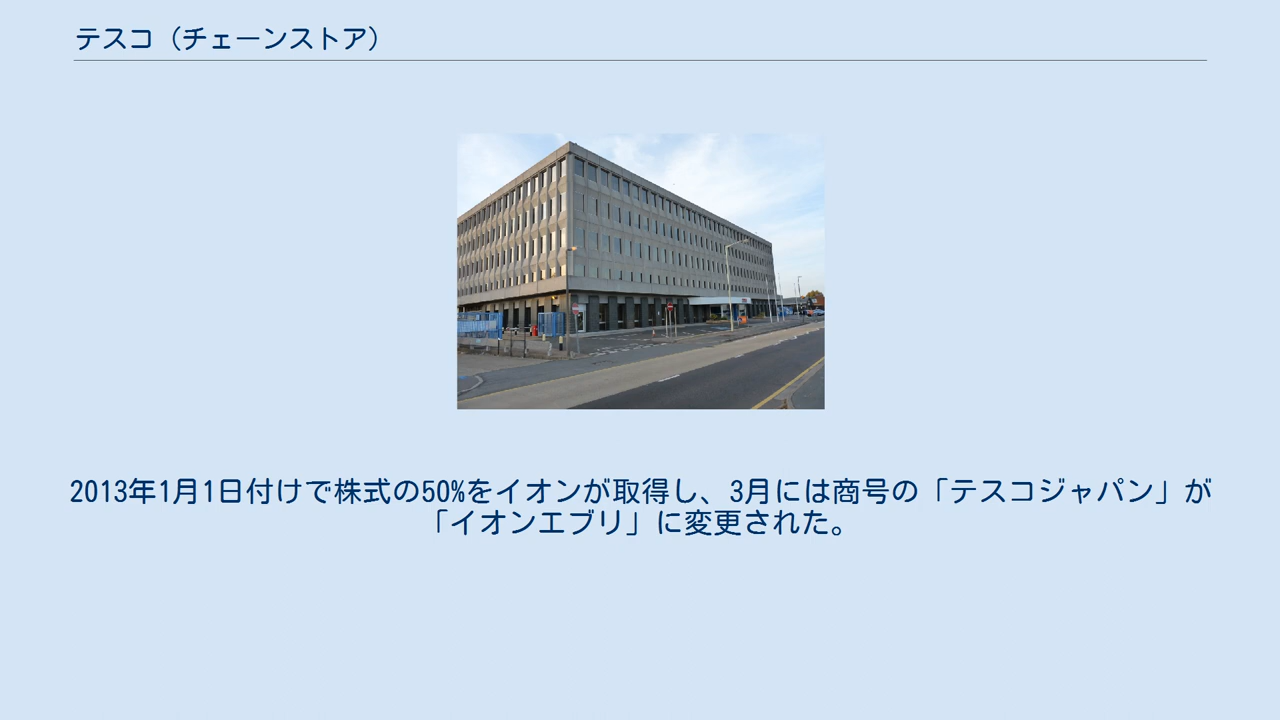 テスコ（チェーンストア）
2013年1月1日付けで株式の50%をイオンが取得し、3月には商号の「テスコジャパン」が
「イオンエブリ」に変更された。